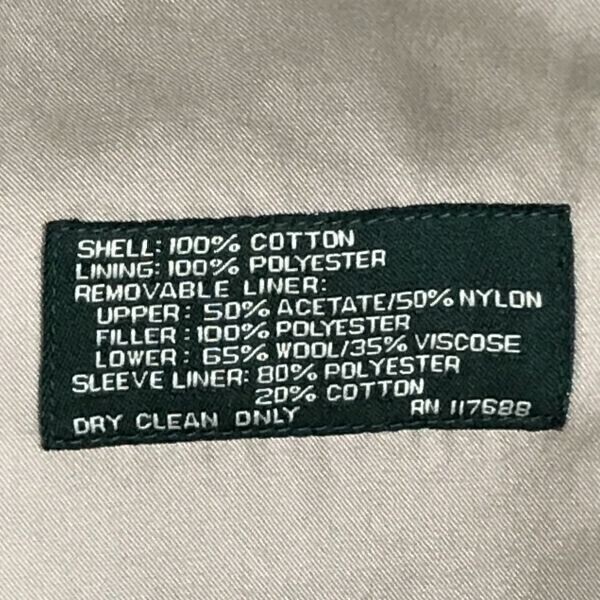 SHELL: 100% COTTON
LINING: 100% POLYESTER
REMOVABLE LINER:
UPPER: 50% ACETATE/50% NYLON
FILLER: 100% POLYESTER
LOWER: 65% WOOL/35% VISCOSE
SLEEVE LINER: 80% POLYESTER
20% COTTON
DRY CLEAN ONLY RN 117688